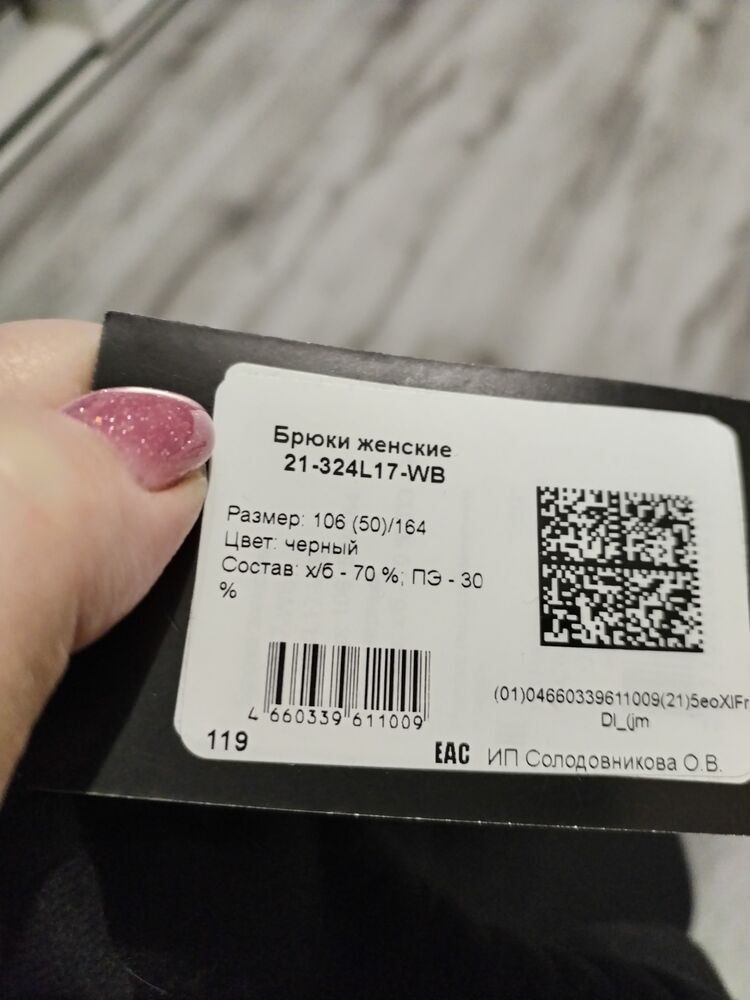 Брюки женские
21-324L17-WB
Размер: 106 (50)/164
Цвет: черный
Состав: х/б - 70 %; ПЭ - 30
%
4 660339 611009
(01)04660339611009(21)5eoXIFr
DI_(jm
119
EAC ИП Солодовникова О.В.